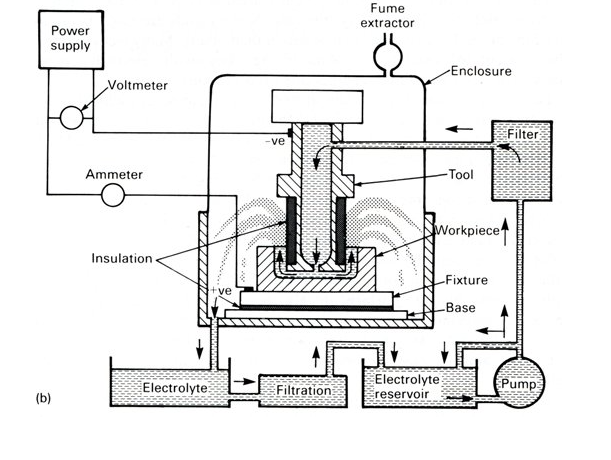 Fume
extractor
Power
supply
Voltmeter
Enclosure
Filter
-ve
Ammeter
Tool
Workpiece
Insulation
+ve
Fixture
Base
Electrolyte
Filtration
Electrolyte
reservoir
Pump
(b)